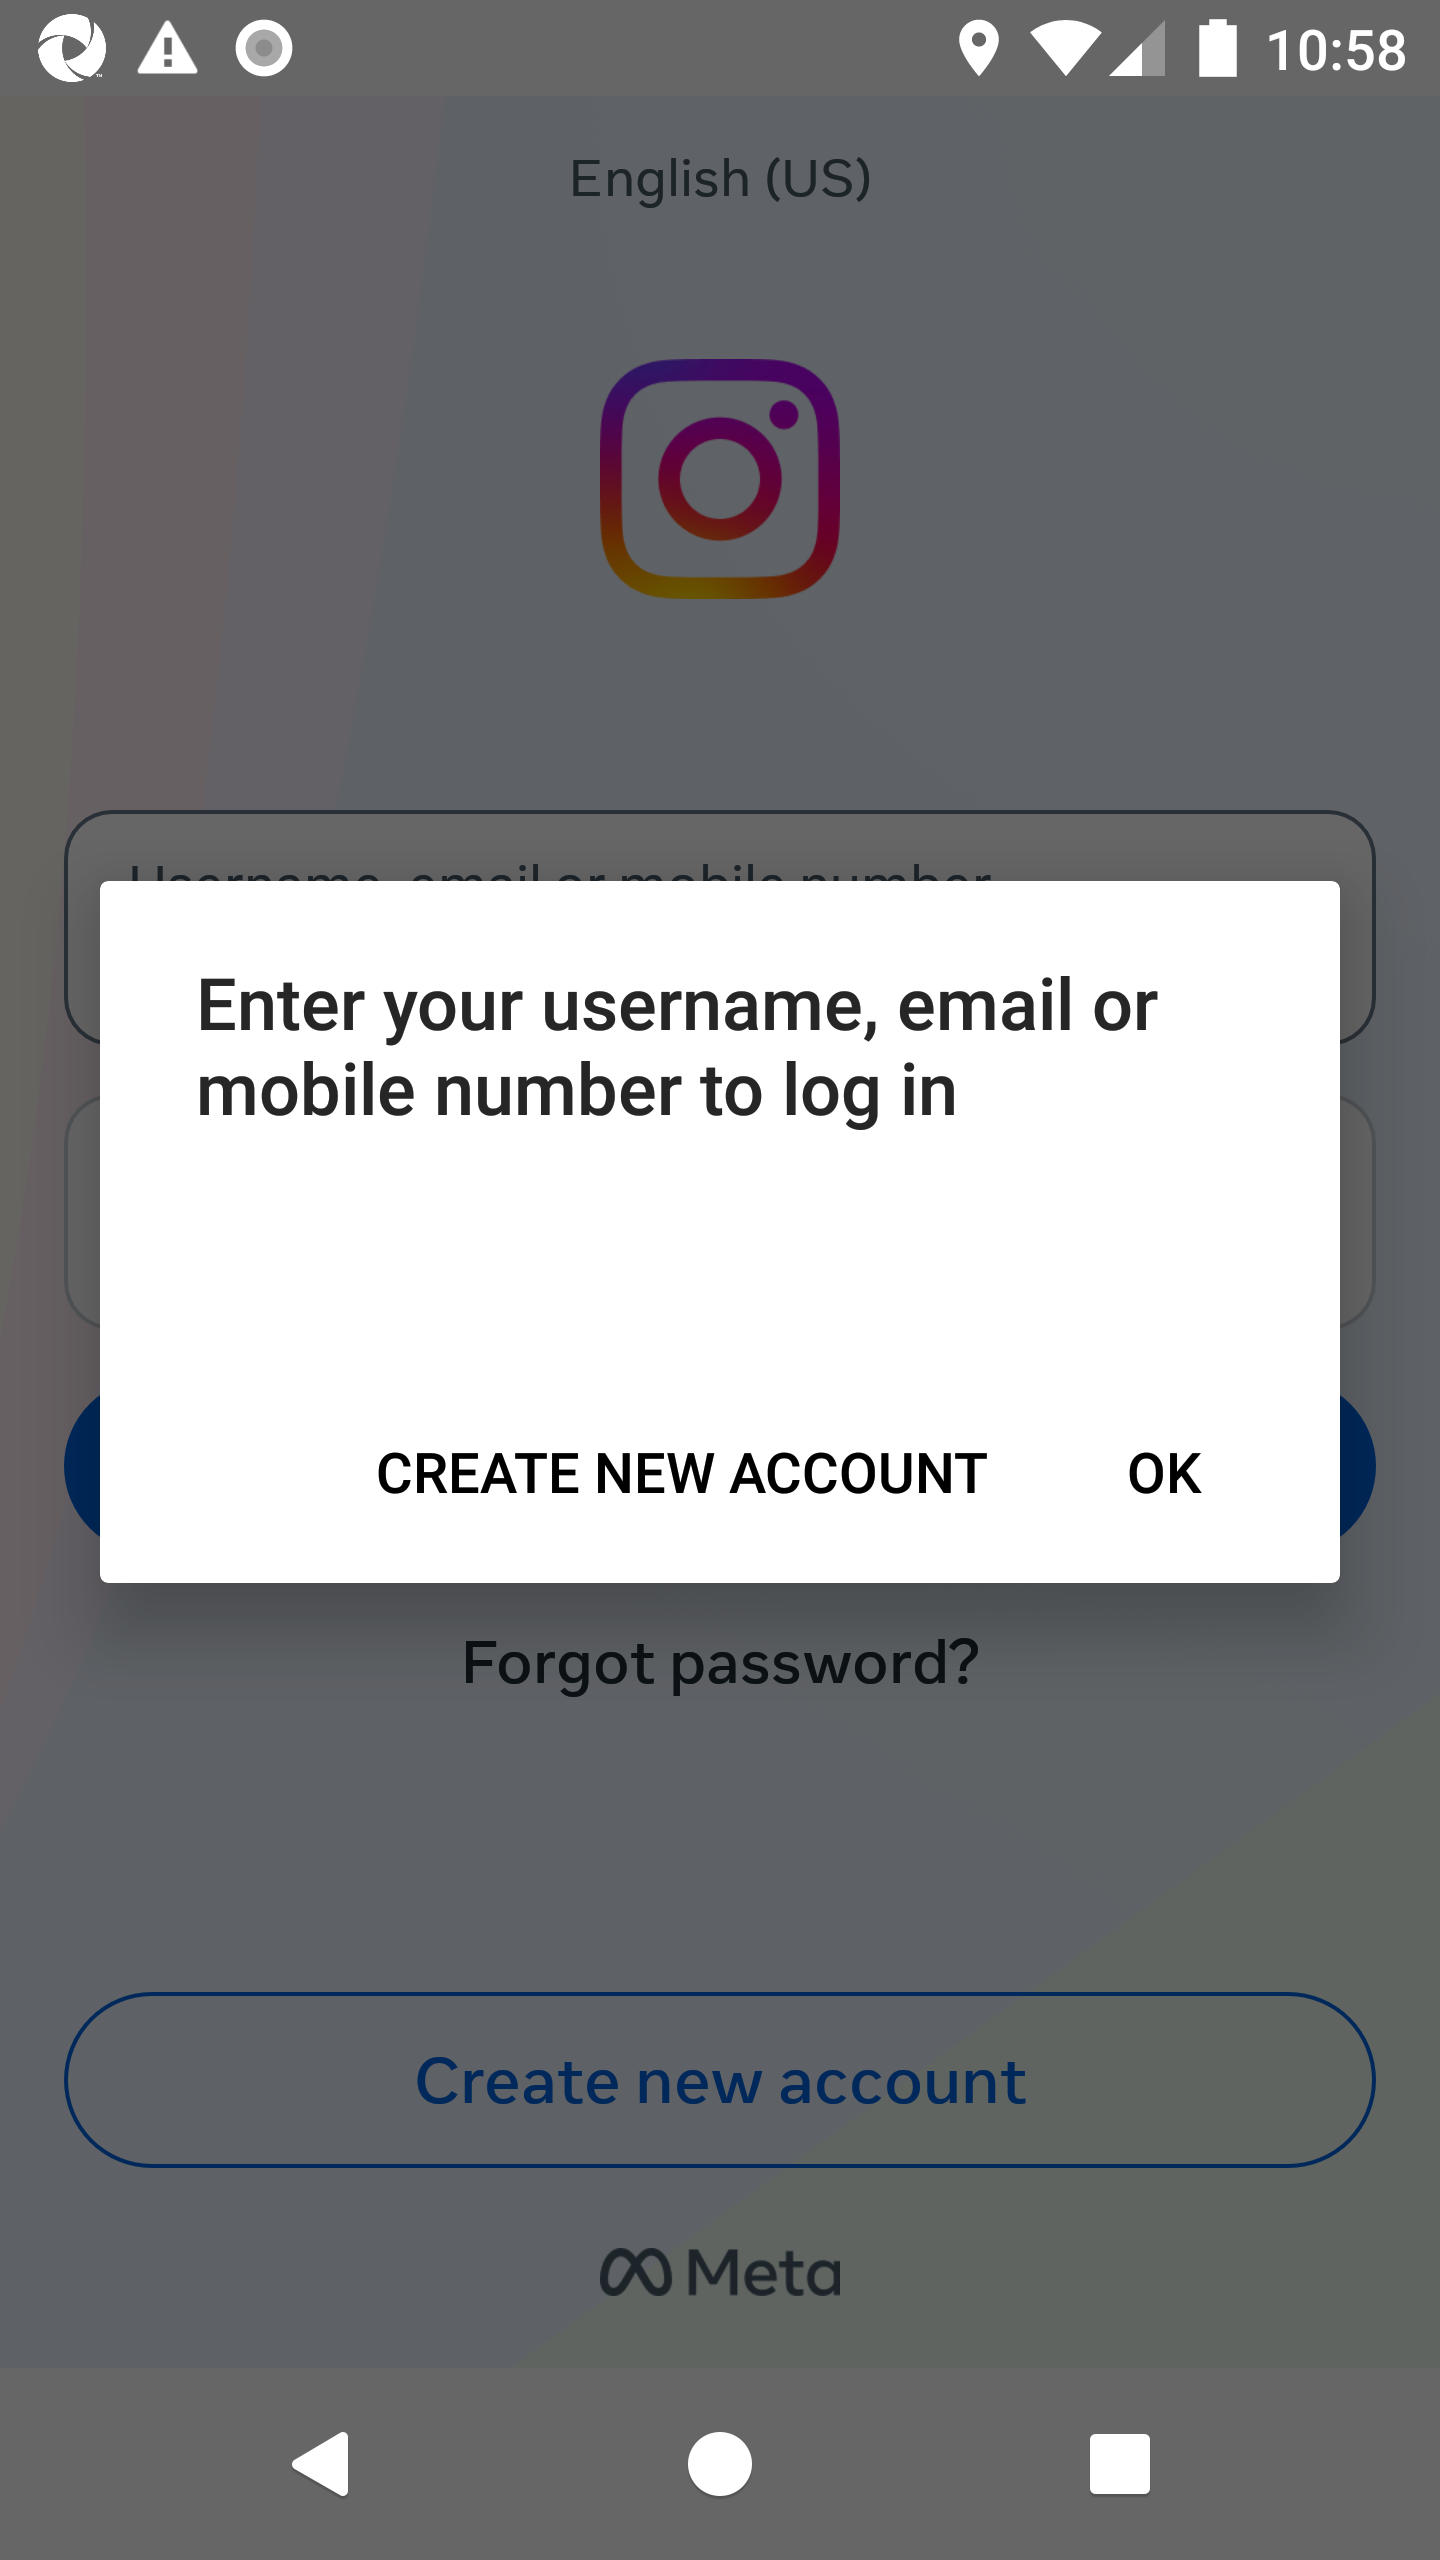 10:58
English (US)
Username, email or mobile number
Enter your username, email or
mobile number to log in
CREATE NEW ACCOUNT OK
Forgot password?
Create new account
Meta